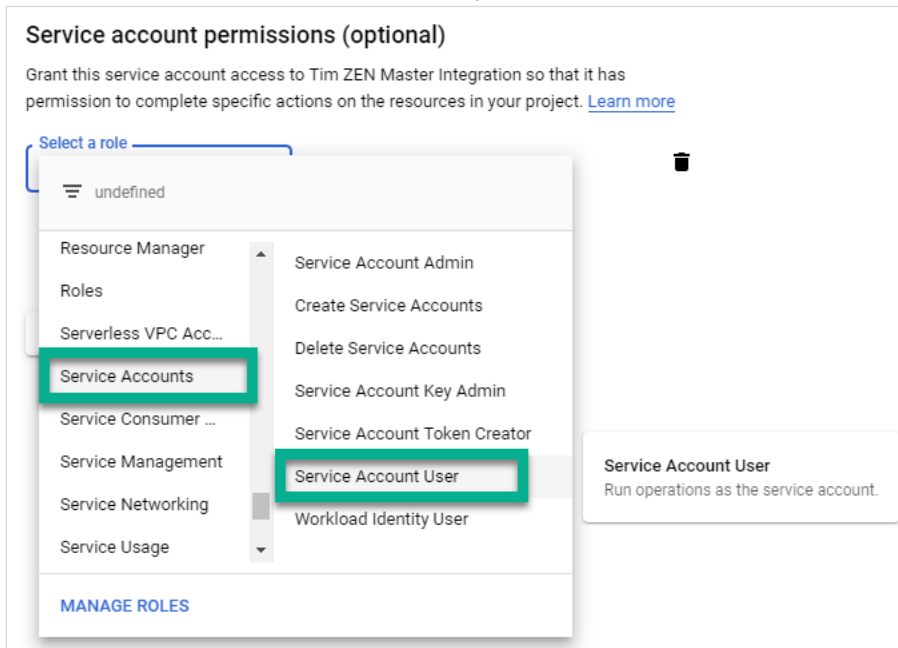 Service account permissions (optional)
Grant this service account access to Tim ZEN Master Integration so that it has
permission to complete specific actions on the resources in your project. Learn more
Select a role
undefined
Resource Manager
Roles
Serverless VPC Acc...
Service Accounts
Service Consumer ...
Service Management
Service Networking
Service Usage
Service Account Admin
Create Service Accounts
Delete Service Accounts
Service Account Key Admin
Service Account Token Creator
Service Account User
Workload Identity User
Service Account User
Run operations as the service account.
MANAGE ROLES